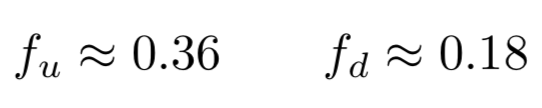 f_u ≈ 0.36 f_d ≈ 0.18